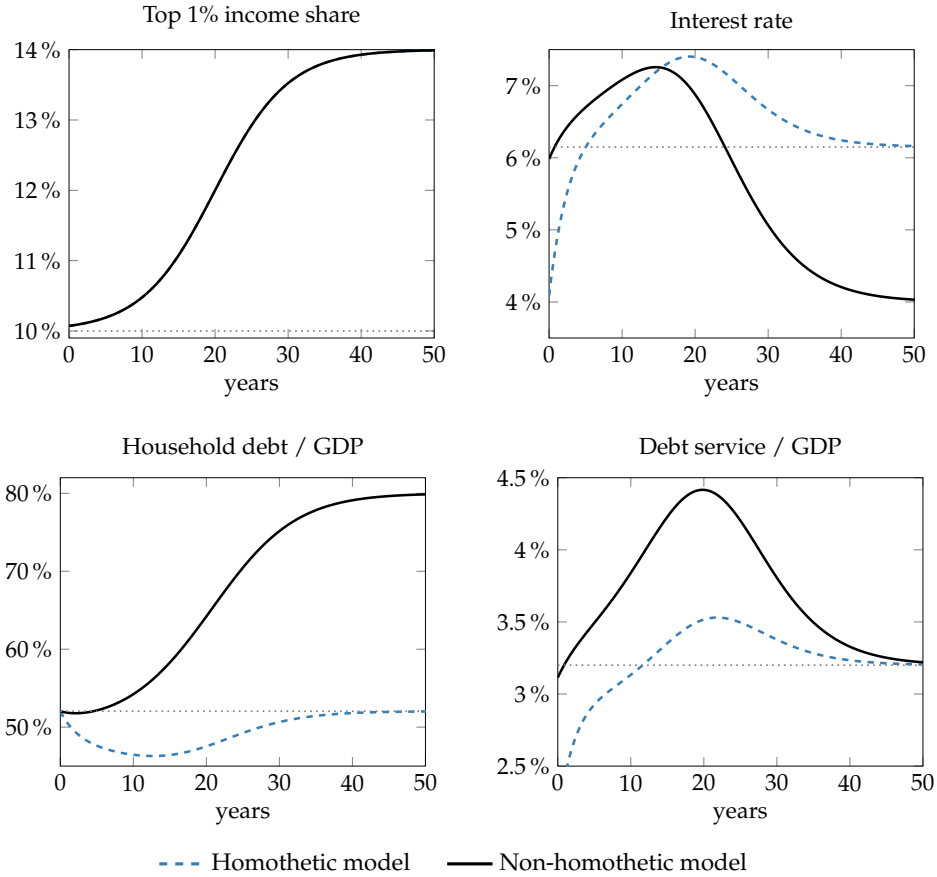 Top 1% income share
14 %
13 %
12 %
11 %
10 %
0 10 20 30 40 50
years
Interest rate
7 %
6 %
5 %
4 %
0 10 20 30 40 50
years
Household debt / GDP
80 %
70 %
60 %
50 %
0 10 20 30 40 50
years
Debt service / GDP
4.5 %
4 %
3.5 %
3 %
2.5 %
0 10 20 30 40 50
years
Homothetic model
Non-homothetic model